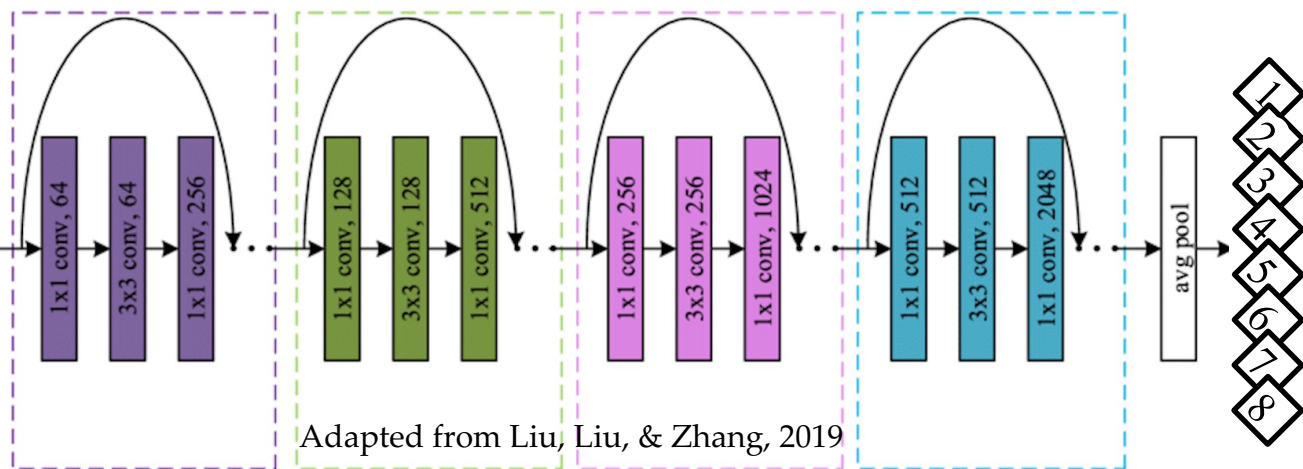 1x1 conv, 64
3x3 conv, 64
1x1 conv, 256
1x1 conv, 128
3x3 conv, 128
1x1 conv, 512
1x1 conv, 256
3x3 conv, 256
1x1 conv, 1024
1x1 conv, 512
3x3 conv, 512
1x1 conv, 2048
avg pool
1
2
3
4
5
6
7
8
Adapted from Liu, Liu, & Zhang, 2019